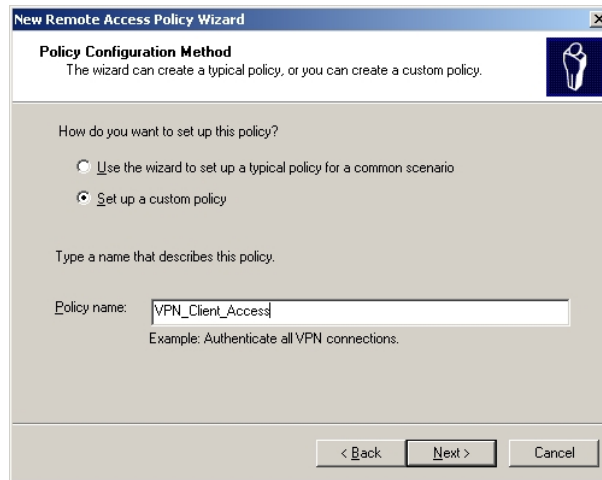 New Remote Access Policy Wizard
Policy Configuration Method
The wizard can create a typical policy, or you can create a custom policy.
How do you want to set up this policy?
Use the wizard to set up a typical policy for a common scenario
Set up a custom policy
Type a name that describes this policy.
Policy name: VPN_Client_Access
Example: Authenticate all VPN connections.
< Back Next > Cancel